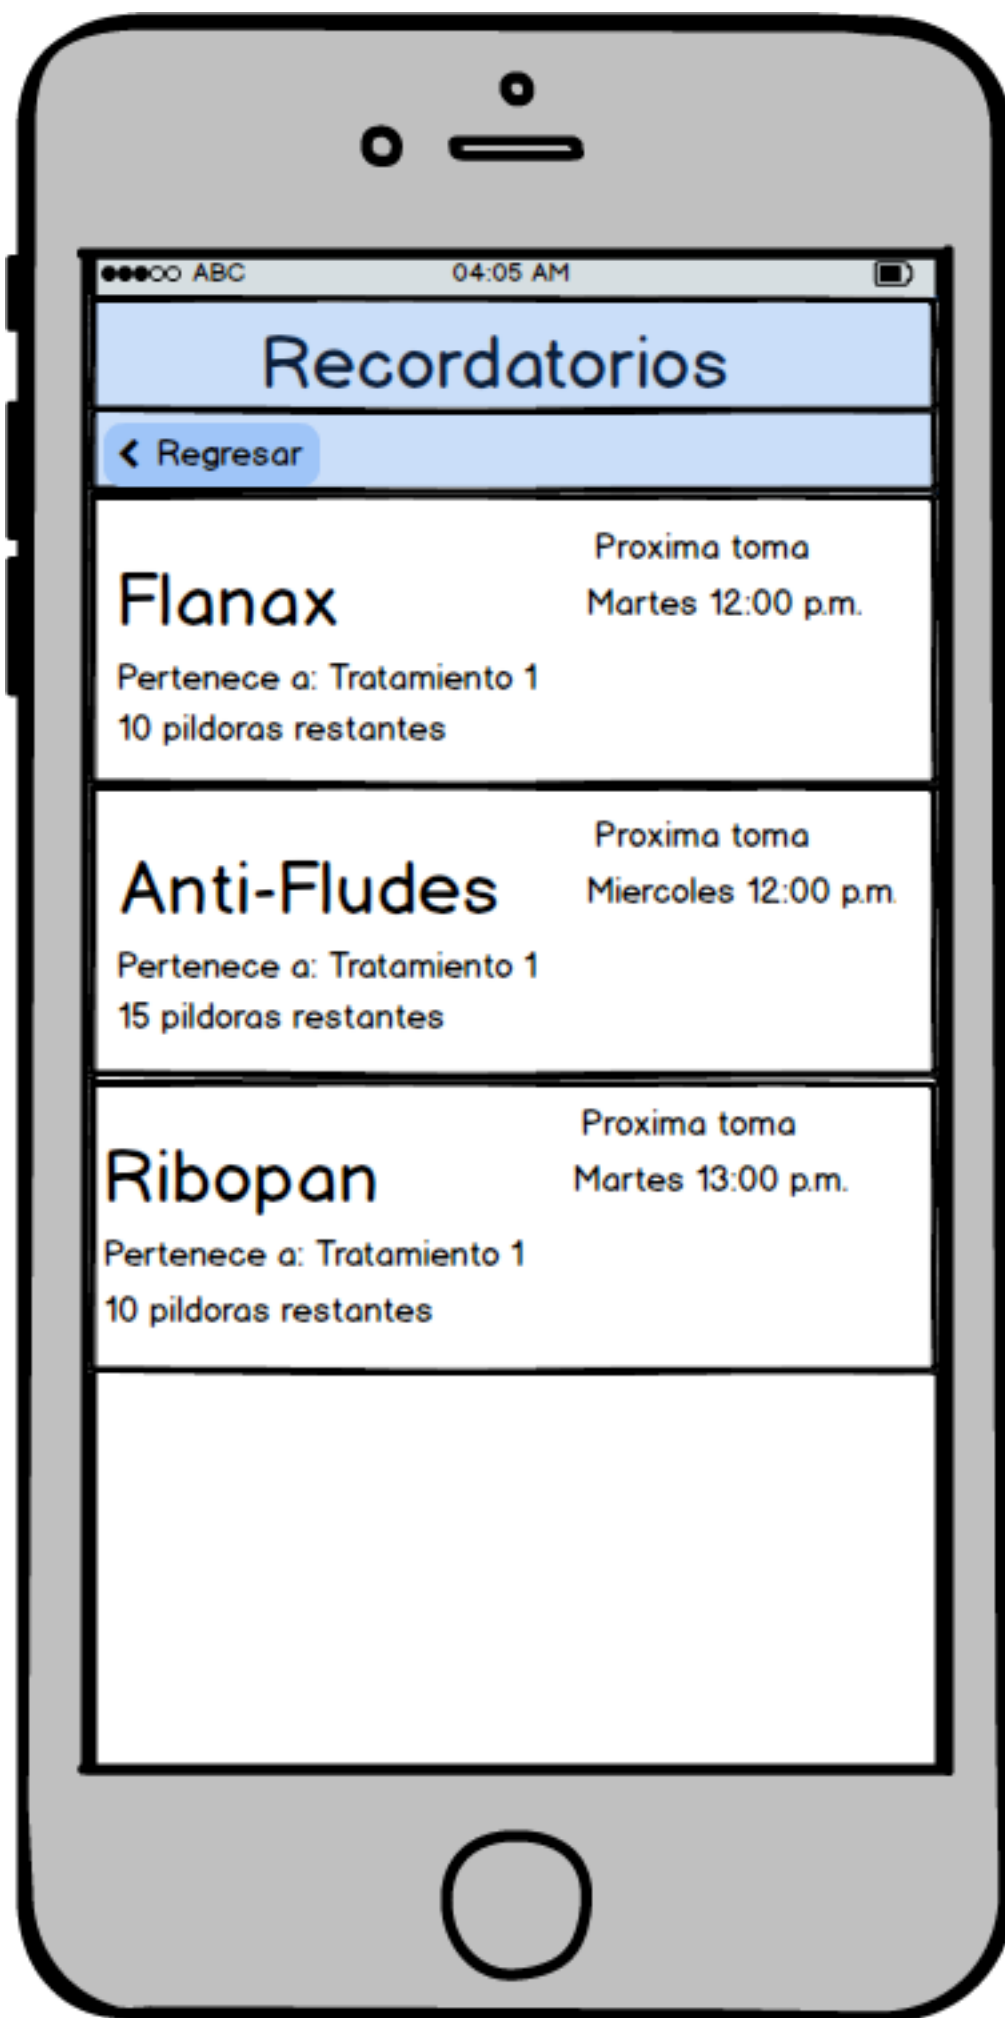 ABC 04:05 AM
Recordatorios
Regresar
Proxima toma
Flanax
Martes 12:00 p.m.
Pertenece a: Tratamiento 1
10 pildoras restantes
Proxima toma
Anti-Fludes
Miercoles 12:00 p.m.
Pertenece a: Tratamiento 1
15 pildoras restantes
Proxima toma
Ribopan
Martes 13:00 p.m.
Pertenece a: Tratamiento 1
10 pildoras restantes